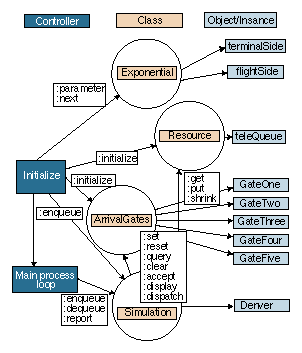 Controller
Class
Object/Insance
Exponential
terminalSide
flightSide
:parameter
:next
Resource
teleQueue
:initialize
Initialize
:initialize
:get
:put
:shrink
GateOne
GateTwo
GateThree
GateFour
GateFive
:enqueue
ArrivalGates
:set
:reset
:query
:clear
:accept
:display
:dispatch
Main process
loop
:enqueue
:dequeue
:report
Simulation
Denver